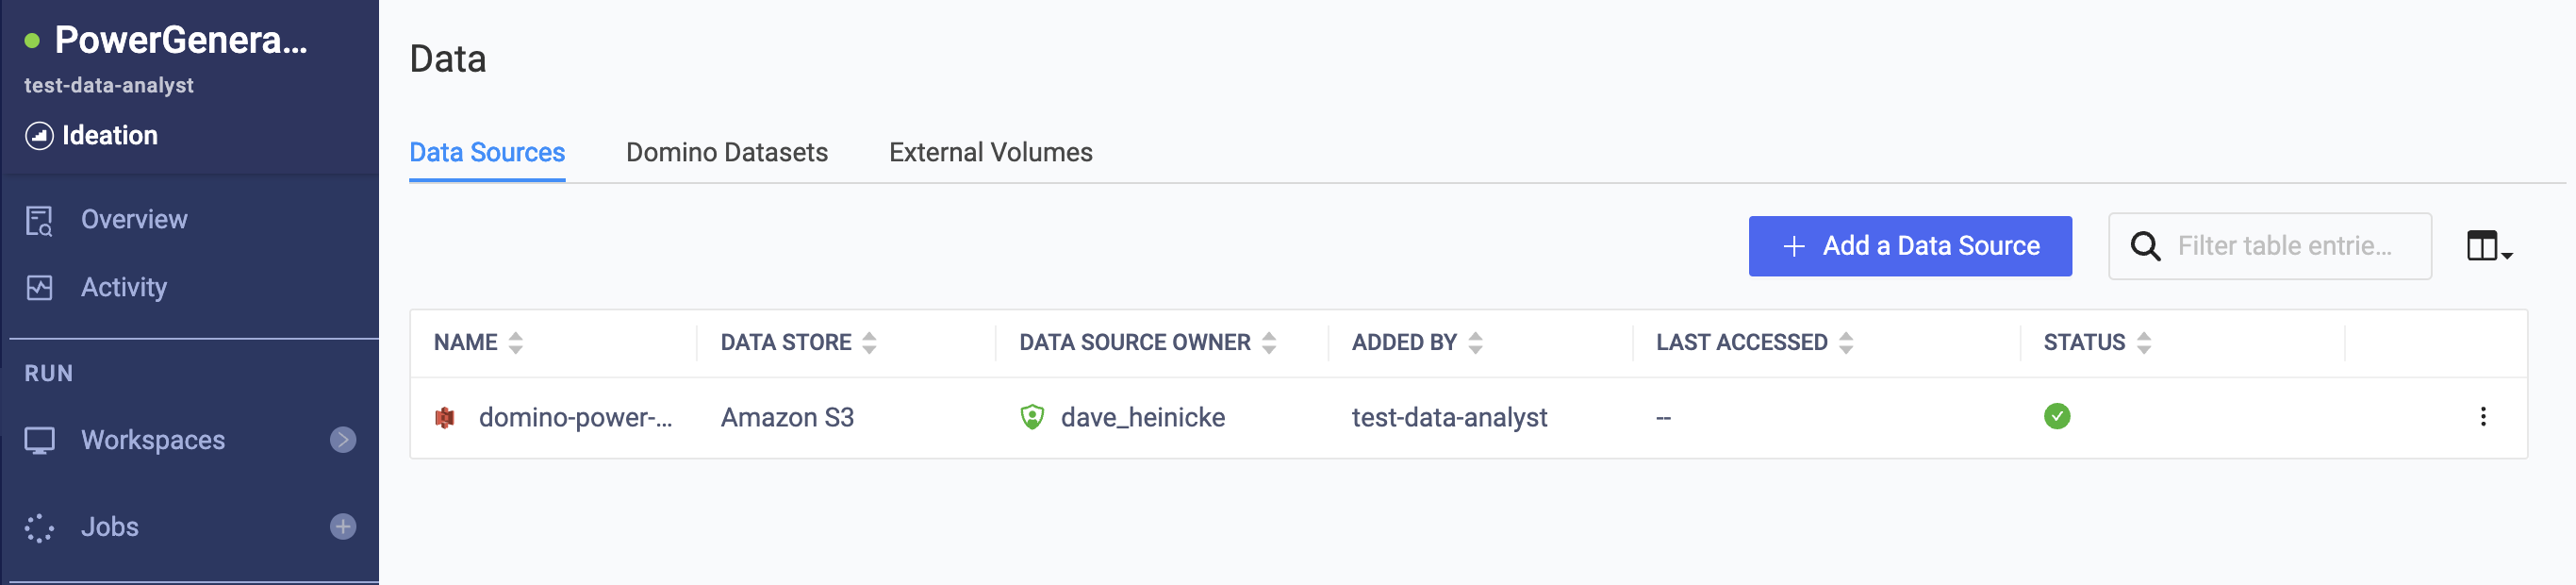 PowerGenera...
test-data-analyst
Ideation
Overview
Activity
RUN
Workspaces
Jobs
Data
Data Sources Domino Datasets External Volumes
+ Add a Data Source Filter table entrie...
NAME DATA STORE DATA SOURCE OWNER ADDED BY LAST ACCESSED STATUS
domino-power-... Amazon S3 dave_heinicke test-data-analyst --